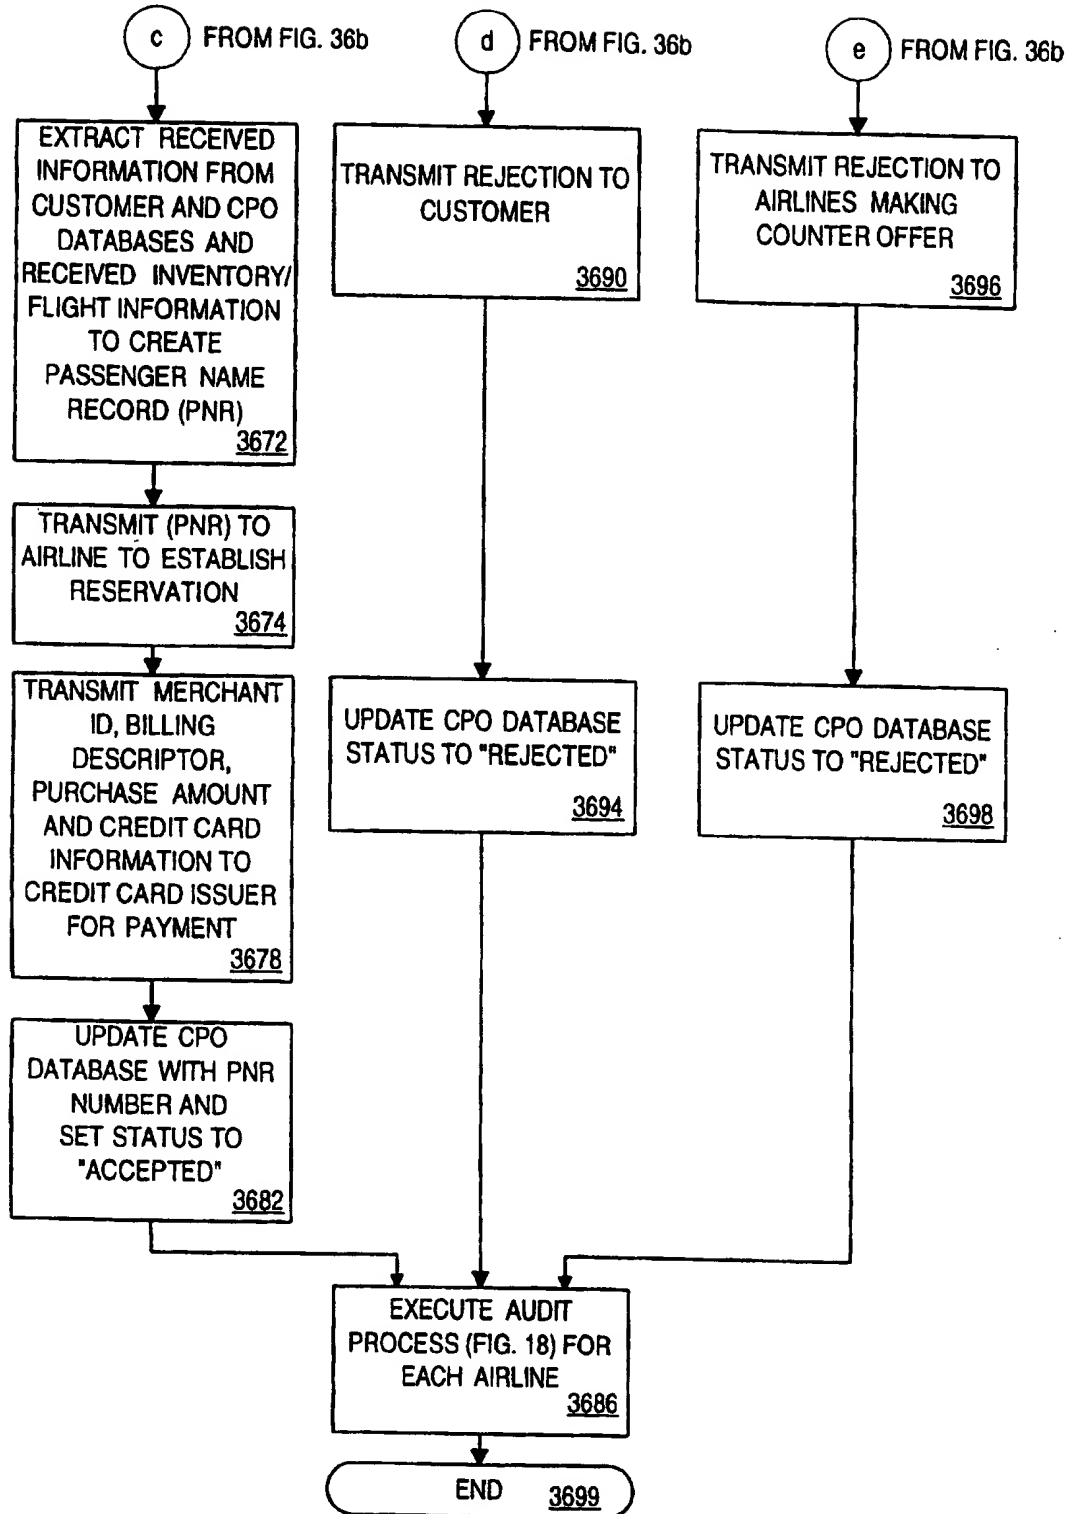 c FROM FIG. 36b
d FROM FIG. 36b
e FROM FIG. 36b
EXTRACT RECEIVED
INFORMATION FROM
CUSTOMER AND CPO
DATABASES AND
RECEIVED INVENTORY/
FLIGHT INFORMATION
TO CREATE
PASSENGER NAME
RECORD (PNR)
3672
TRANSMIT (PNR) TO
AIRLINE TO ESTABLISH
RESERVATION
3674
TRANSMIT MERCHANT
ID, BILLING
DESCRIPTOR,
PURCHASE AMOUNT
AND CREDIT CARD
INFORMATION TO
CREDIT CARD ISSUER
FOR PAYMENT
3678
UPDATE CPO
DATABASE WITH PNR
NUMBER AND
SET STATUS TO
"ACCEPTED"
3682
TRANSMIT REJECTION TO
CUSTOMER
3690
UPDATE CPO DATABASE
STATUS TO "REJECTED"
3694
TRANSMIT REJECTION TO
AIRLINES MAKING
COUNTER OFFER
3696
UPDATE CPO DATABASE
STATUS TO "REJECTED"
3698
EXECUTE AUDIT
PROCESS (FIG. 18) FOR
EACH AIRLINE
3686
END 3699